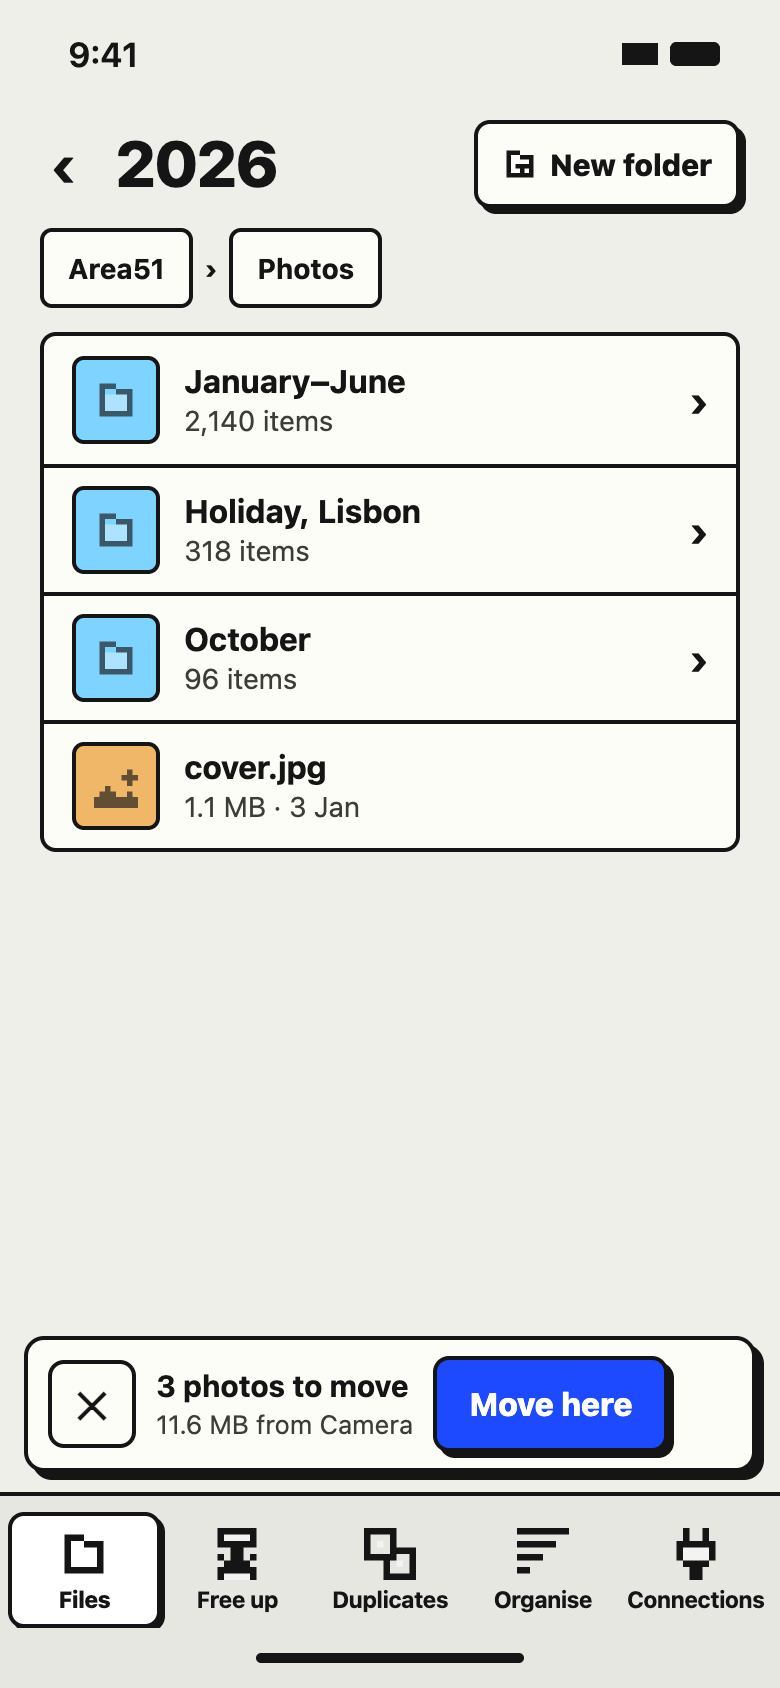 9:41
‹ 2026
New folder
Area51 › Photos
January–June
2,140 items
›
Holiday, Lisbon
318 items
›
October
96 items
›
cover.jpg
1.1 MB · 3 Jan
3 photos to move
11.6 MB from Camera
Move here
Files
Free up
Duplicates
Organise
Connections